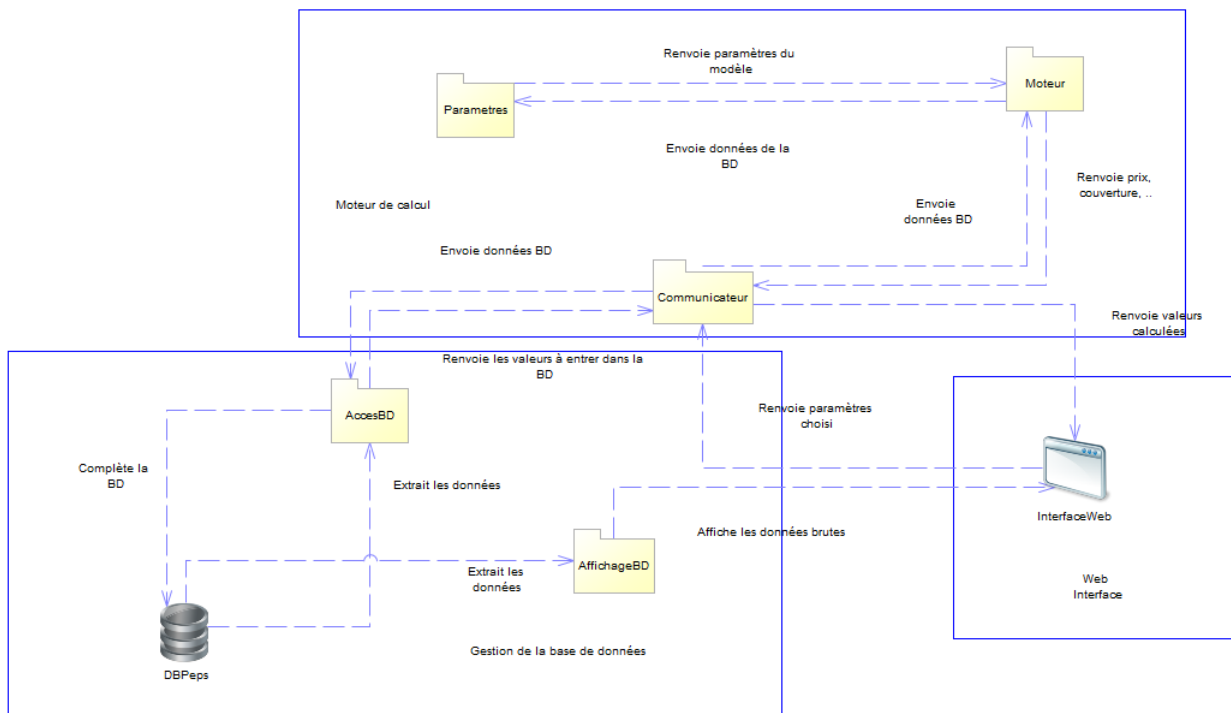 Renvoie paramètres du
modèle
Moteur
Parametres
Envoie données de la
BD
Renvoie prix,
couverture, ..
Moteur de calcul
Envoie
données BD
Envoie données BD
Communicateur
Renvoie valeurs
calculées
Renvoie les valeurs à entrer dans la
BD
AccesBD
Renvoie paramètres
choisi
Complète la
BD
Extrait les données
InterfaceWeb
Affiche les données brutes
AffichageBD
Extrait les
données
Web
Interface
Gestion de la base de données
DBPeps